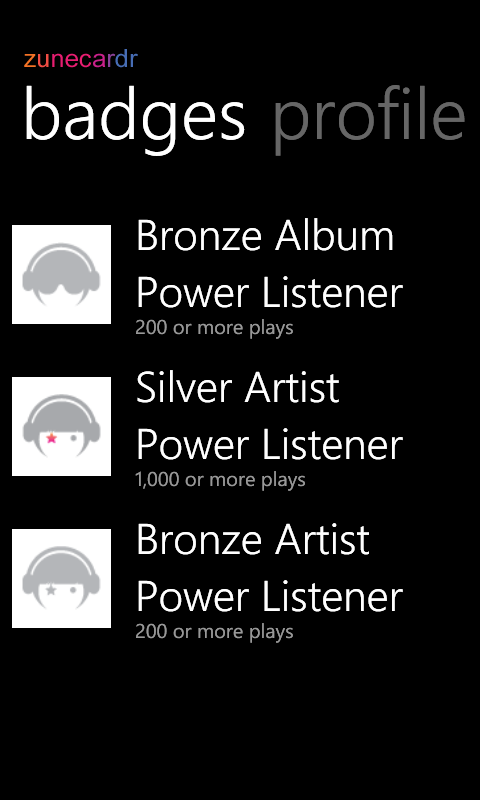 zunecardr
badges profile
Bronze Album
Power Listener
200 or more plays
Silver Artist
Power Listener
1,000 or more plays
Bronze Artist
Power Listener
200 or more plays